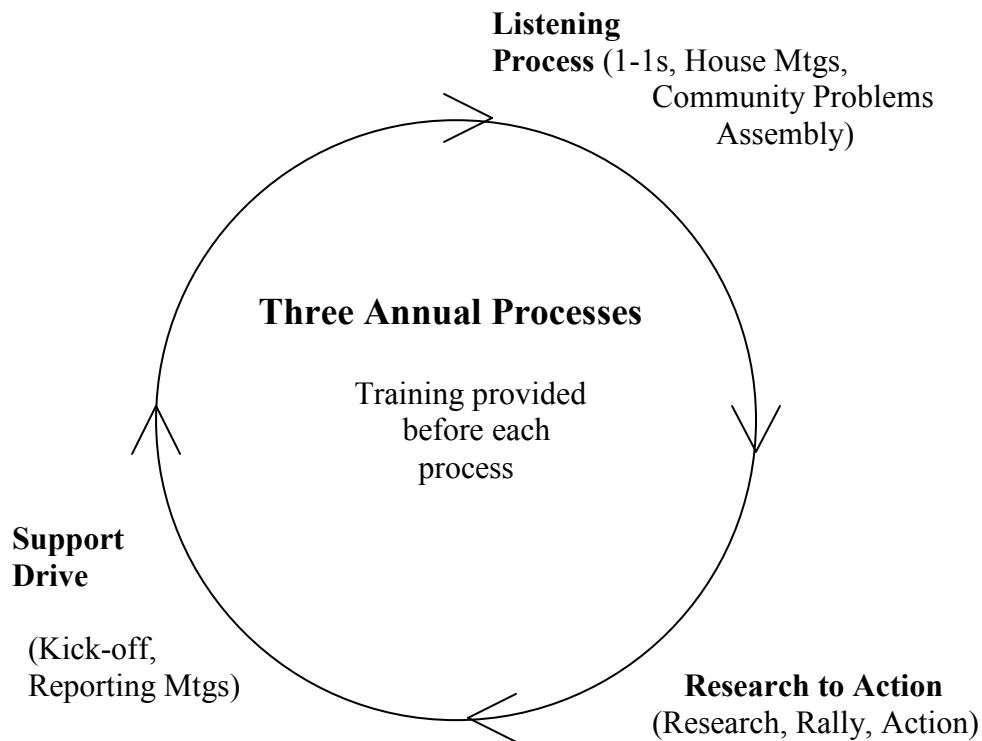 Listening
Process (1-1s, House Mtgs,
Community Problems
Assembly)
Three Annual Processes
Training provided
before each
process
Support
Drive
(Kick-off,
Reporting Mtgs)
Research to Action
(Research, Rally, Action)